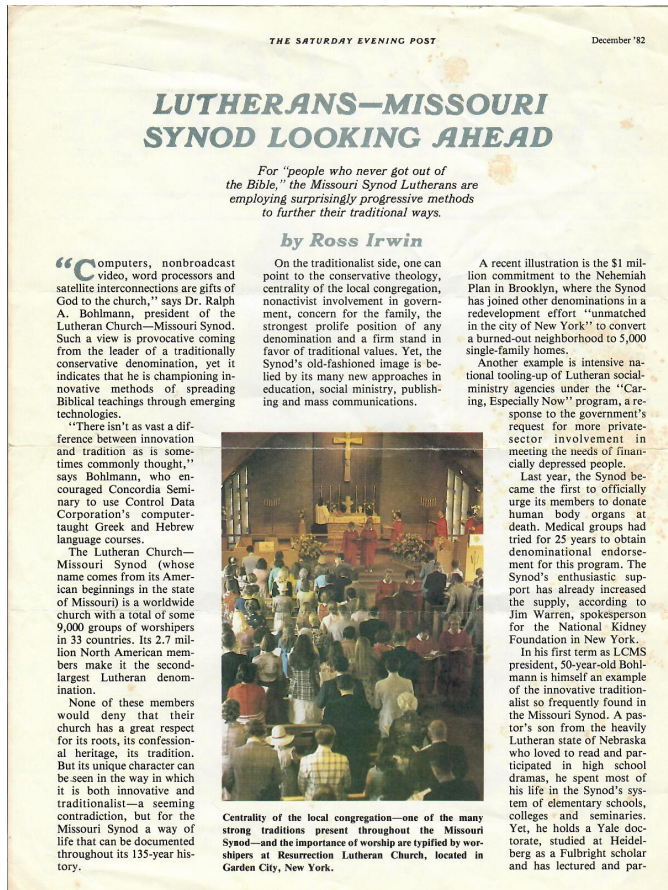 THE SATURDAY EVENING POST
December '82
LUTHERANS—MISSOURI
SYNOD LOOKING AHEAD
For "people who never got out of
the Bible," the Missouri Synod Lutherans are
employing surprisingly progressive methods
to further their traditional ways.
by Ross Irwin
"Computers, nonbroadcast
video, word processors and
satellite interconnections are gifts of
God to the church," says Dr. Ralph
A. Bohlmann, president of the
Lutheran Church—Missouri Synod.
Such a view is provocative coming
from the leader of a traditionally
conservative denomination, yet it
indicates that he is championing in-
novative methods of spreading
Biblical teachings through emerging
technologies.
"There isn't as vast a dif-
ference between innovation
and tradition as is some-
times commonly thought,"
says Bohlmann, who en-
couraged Concordia Semi-
nary to use Control Data
Corporation's computer-
taught Greek and Hebrew
language courses.
The Lutheran Church—
Missouri Synod (whose
name comes from its Amer-
ican beginnings in the state
of Missouri) is a worldwide
church with a total of some
9,000 groups of worshipers
in 33 countries. Its 2.7 mil-
lion North American mem-
bers make it the second-
largest Lutheran denom-
ination.
None of these members
would deny that their
church has a great respect
for its roots, its confession-
al heritage, its tradition.
But its unique character can
be seen in the way in which
it is both innovative and
traditionalist—a seeming
contradiction, but for the
Missouri Synod a way of
life that can be documented
throughout its 135-year his-
tory.
On the traditionalist side, one can
point to the conservative theology,
centrality of the local congregation,
nonactivist involvement in govern-
ment, concern for the family, the
strongest prolife position of any
denomination and a firm stand in
favor of traditional values. Yet, the
Synod's old-fashioned image is be-
lied by its many new approaches in
education, social ministry, publish-
ing and mass communications.
Centrality of the local congregation—one of the many
strong traditions present throughout the Missouri
Synod—and the importance of worship are typified by wor-
shipers at Resurrection Lutheran Church, located in
Garden City, New York.
A recent illustration is the $1 mil-
lion commitment to the Nehemiah
Plan in Brooklyn, where the Synod
has joined other denominations in a
redevelopment effort "unmatched
in the city of New York" to convert
a burned-out neighborhood to 5,000
single-family homes.
Another example is intensive na-
tional tooling-up of Lutheran social-
ministry agencies under the "Car-
ing, Especially Now" program, a re-
sponse to the government's
request for more private-
sector involvement in
meeting the needs of finan-
cially depressed people.
Last year, the Synod be-
came the first to officially
urge its members to donate
human body organs at
death. Medical groups had
tried for 25 years to obtain
denominational endorse-
ment for this program. The
Synod's enthusiastic sup-
port has already increased
the supply, according to
Jim Warren, spokesperson
for the National Kidney
Foundation in New York.
In his first term as LCMS
president, 50-year-old Bohl-
mann is himself an example
of the innovative tradition-
alist so frequently found in
the Missouri Synod. A pas-
tor's son from the heavily
Lutheran state of Nebraska
who loved to read and par-
ticipated in high school
dramas, he spent most of
his life in the Synod's sys-
tem of elementary schools,
colleges and seminaries.
Yet, he holds a Yale doc-
torate, studied at Heidel-
berg as a Fulbright scholar
and has lectured and par-